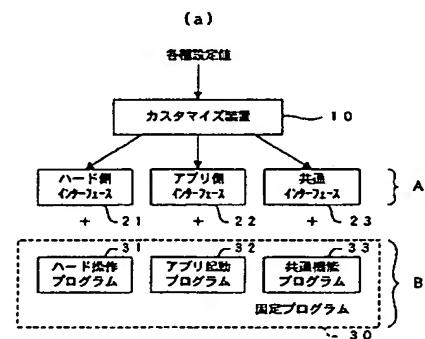 (a)
各種設定値
カスタマイズ装置
10
ハード側
インターフェース
アプリ側
インターフェース
共通
インターフェース
A
+ 21 + 22 + 23
31 32 33
ハード操作
プログラム
アプリ起動
プログラム
共通機能
プログラム
B
固定プログラム
30